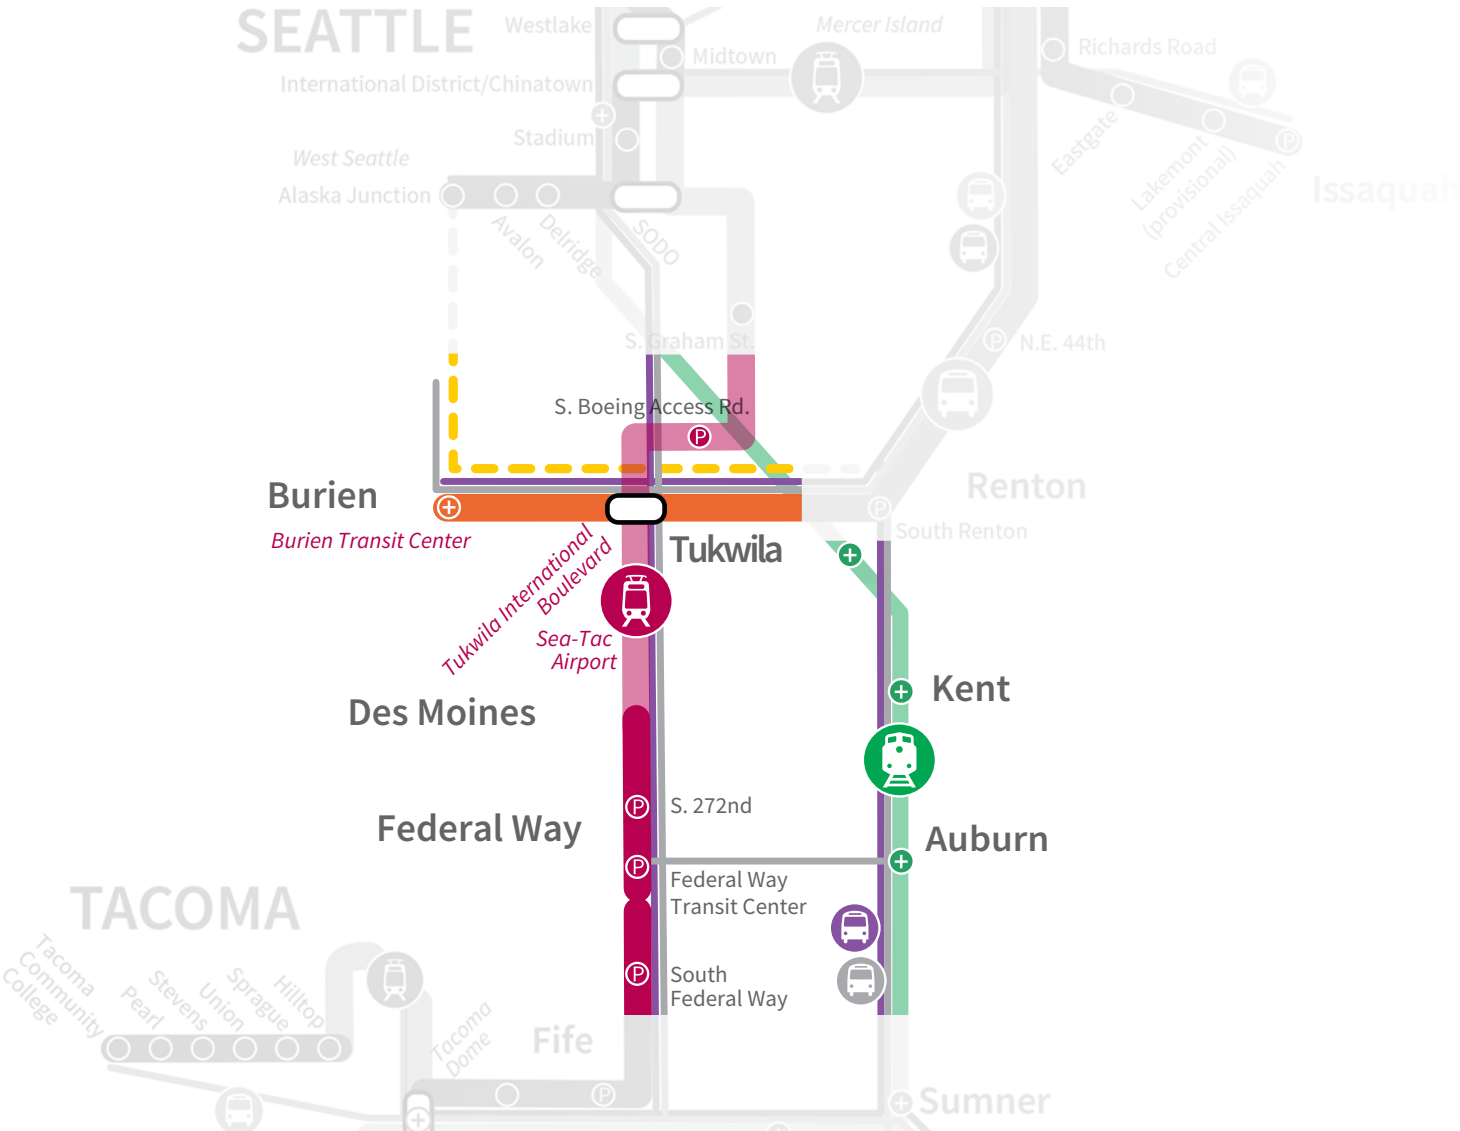 SEATTLE
Westlake
Mercer Island
Midtown
Richards Road
International District/Chinatown
Stadium
Eastgate
West Seattle
Alaska Junction
Lakemont
(provisional)
Central Issaquah
Issaquah
Avalon
Delridge
SODO
S. Graham St.
N.E. 44th
S. Boeing Access Rd.
P
Burien
Renton
South Renton
Burien Transit Center
Tukwila
Tukwila International
Boulevard
Sea-Tac
Airport
Kent
Des Moines
P
S. 272nd
Federal Way
Auburn
P
Federal Way
Transit Center
P
South
Federal Way
TACOMA
Tacoma
Community
College
Pearl
Stevens
Union
Sprague
Hilltop
Tacoma
Dome
Fife
P
Sumner